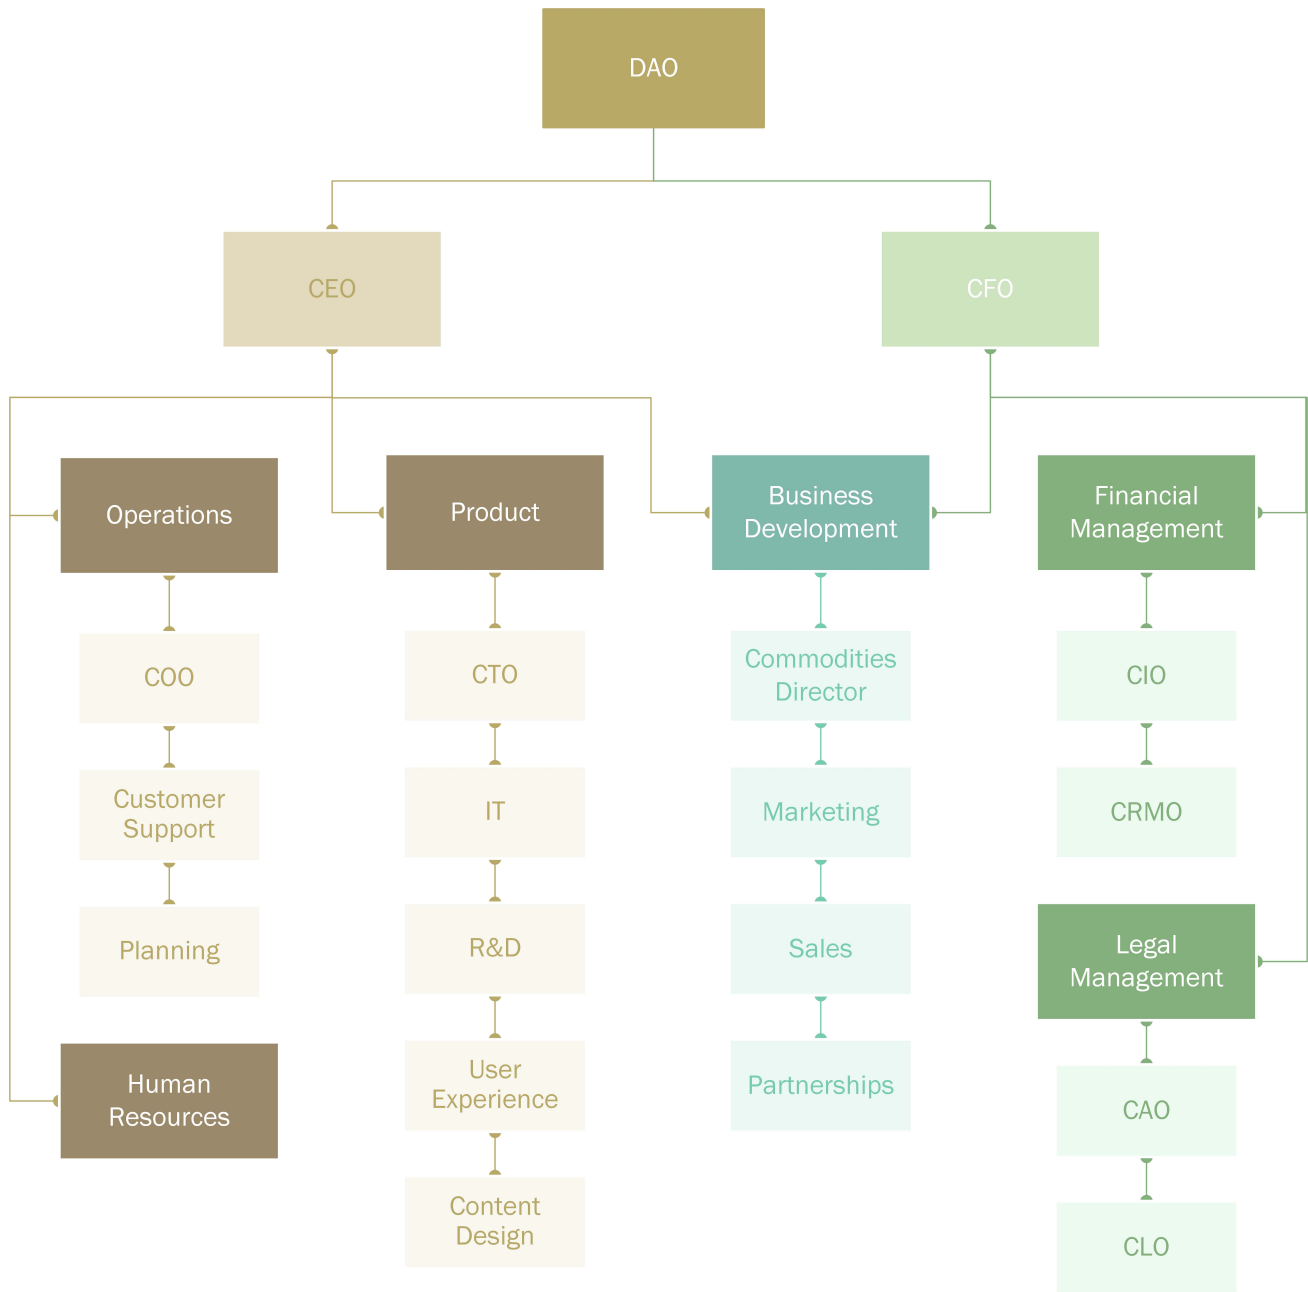 DAO
CEO
CFO
Operations
Product
Business
Development
Financial
Management
COO
CTO
Commodities
Director
CIO
Customer
Support
IT
Marketing
CRMO
Planning
R&D
Sales
Legal
Management
Human
Resources
User
Experience
Partnerships
CAO
Content
Design
CLO